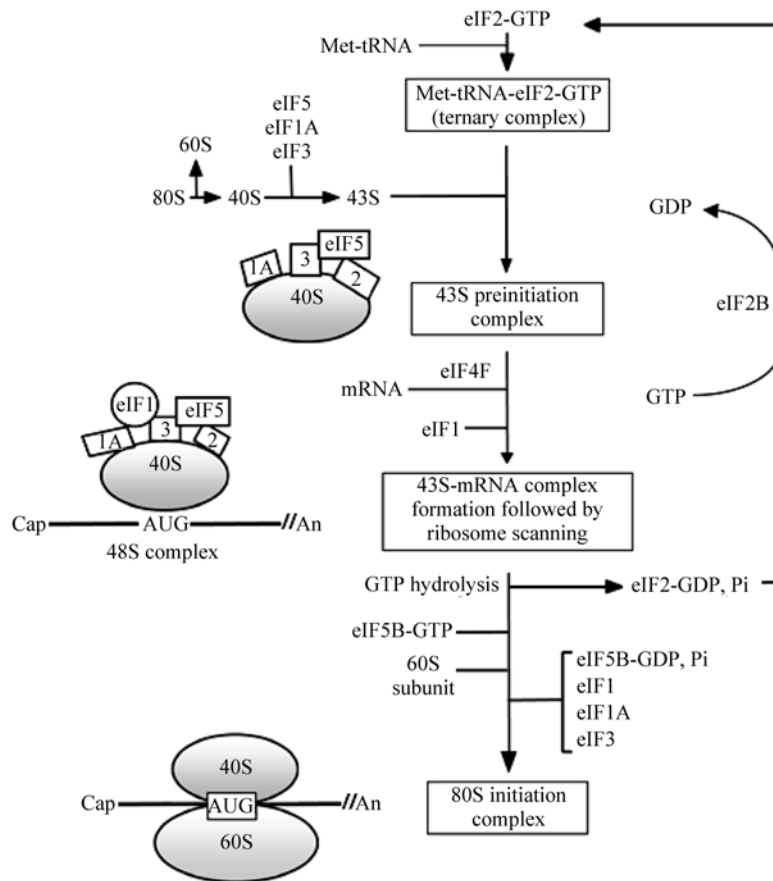 eIF2-GTP
Met-tRNA
Met-tRNA-eIF2-GTP
(ternary complex)
eIF5
eIF1A
eIF3
60S
80S
40S
43S
GDP
1A
3
eIF5
2
40S
43S preinitiation
complex
eIF2B
eIF4F
mRNA
GTP
eIF1
eIF1
eIF5
1A
3
2
40S
43S-mRNA complex
formation followed by
ribosome scanning
Cap
AUG
//An
48S complex
GTP hydrolysis
eIF2-GDP, Pi
eIF5B-GTP
60S
subunit
eIF5B-GDP, Pi
eIF1
eIF1A
eIF3
40S
Cap
AUG
//An
60S
80S initiation
complex